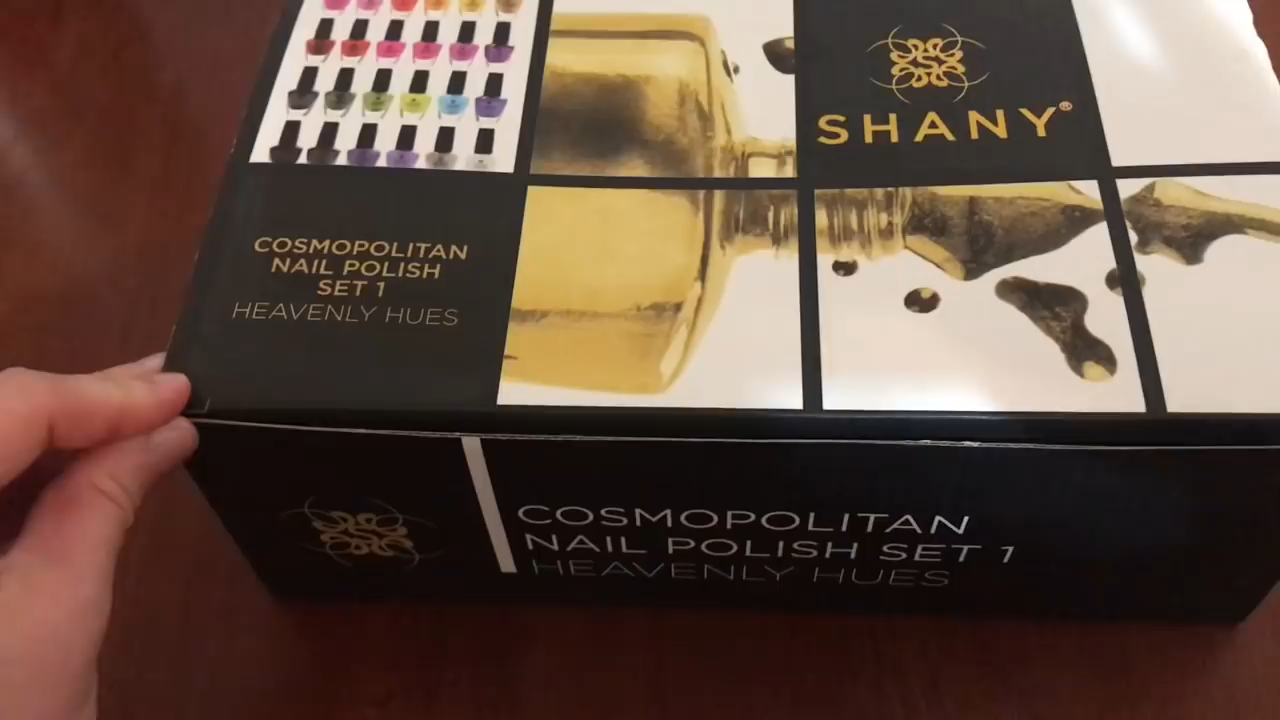 SHANY®
COSMOPOLITAN
NAIL POLISH
SET 1
HEAVENLY HUES
COSMOPOLITAN
NAIL POLISH SET 1
HEAVENLY HUES